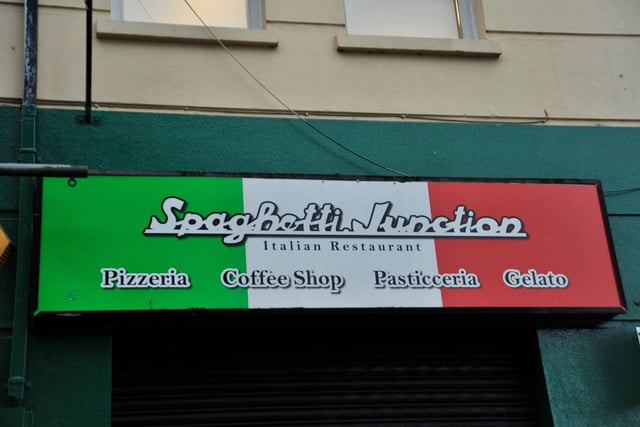 Spaghetti Junction
Italian Restaurant
Pizzeria Coffee Shop Pasticceria Gelato